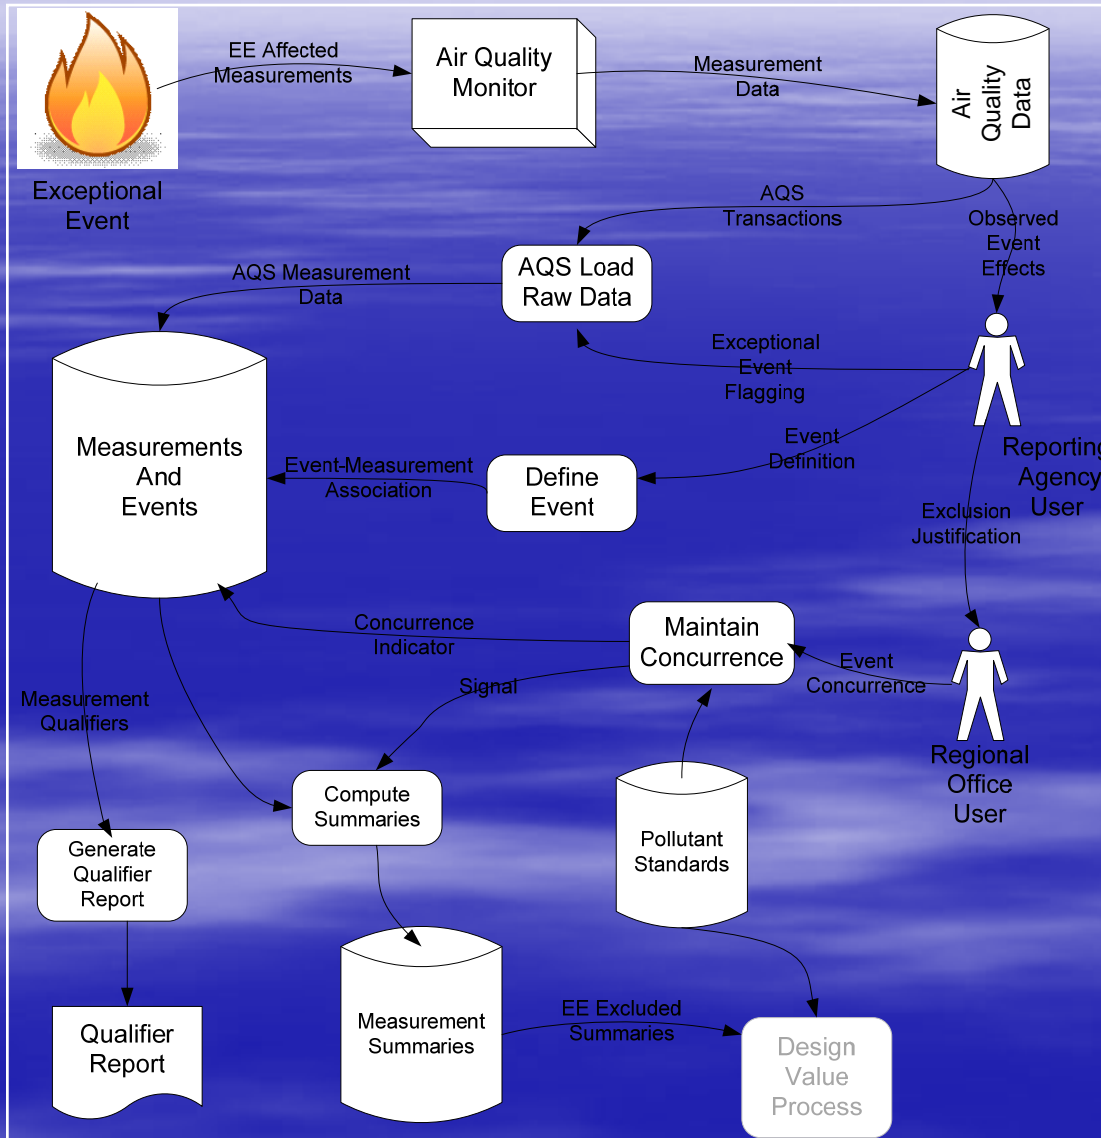 EE Affected
Measurements
Air Quality
Monitor
Measurement
Data
Air
Quality
Data
Exceptional
Event
AQS
Transactions
Observed
Event
Effects
AQS Load
Raw Data
AQS Measurement
Data
Exceptional
Event
Flagging
Measurements
And
Events
Event-Measurement
Association
Define
Event
Event
Definition
Reporting
Agency
User
Exclusion
Justification
Concurrence
Indicator
Maintain
Concurrence
Event
Concurrence
Signal
Measurement
Qualifiers
Regional
Office
User
Compute
Summaries
Pollutant
Standards
Generate
Qualifier
Report
Qualifier
Report
Measurement
Summaries
EE Excluded
Summaries
Design
Value
Process